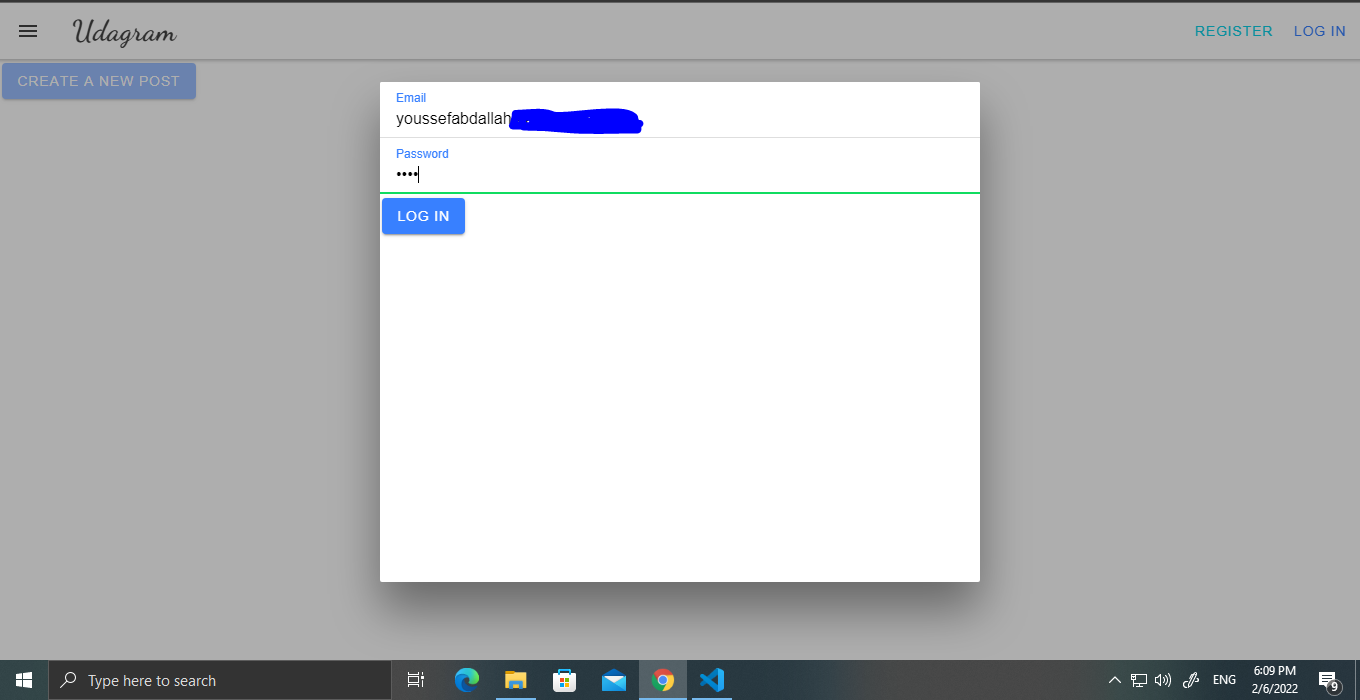 Udagram
REGISTER LOG IN
CREATE A NEW POST
Email
youssefabdallah
Password
••••
LOG IN
Type here to search
ENG
6:09 PM
2/6/2022
9